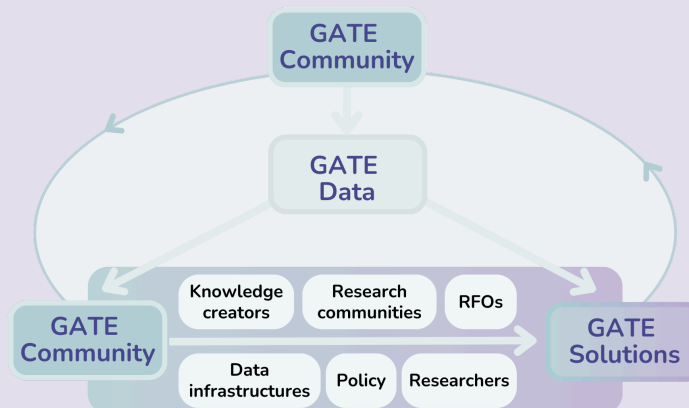 GATE
Community
GATE
Data
Knowledge
creators
Research
communities
RFOs
GATE
Community
GATE
Solutions
Data
infrastructures
Policy
Researchers